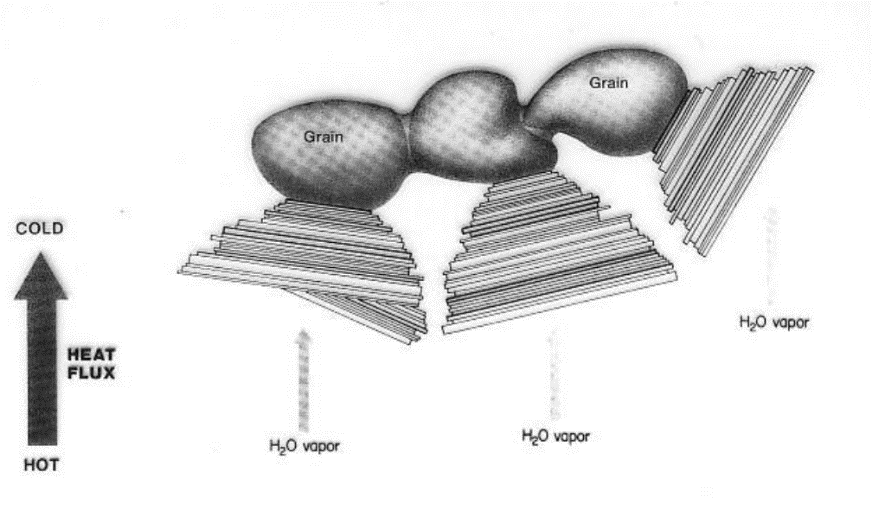 Grain
Grain
COLD
HEAT
FLUX
HOT
H₂O vapor
H₂O vapor
H₂O vapor